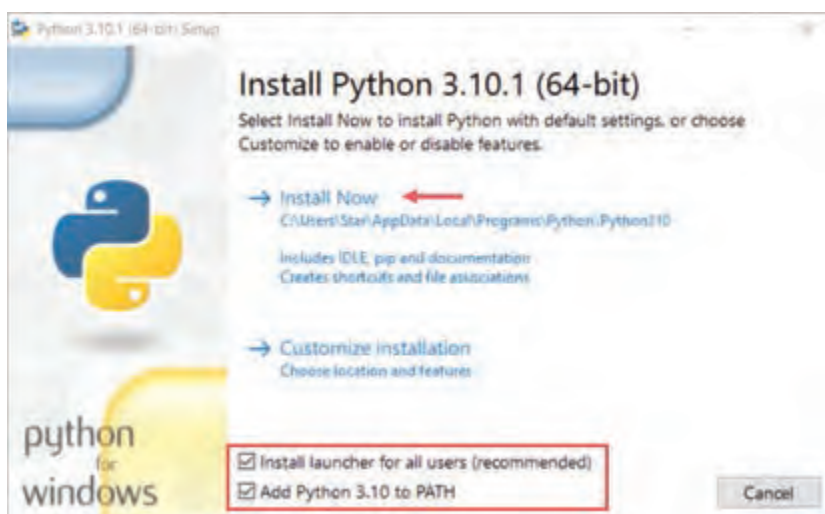 Python 3.10.1 (64-bit) Setup
Install Python 3.10.1 (64-bit)
Select Install Now to install Python with default settings, or choose
Customize to enable or disable features.
Install Now
C:\Users\Star\AppData\Local\Programs\Python\Python310
Includes IDLE, pip and documentation
Creates shortcuts and file associations
Customize installation
Choose location and features
python
for
windows
Install launcher for all users (recommended)
Add Python 3.10 to PATH
Cancel